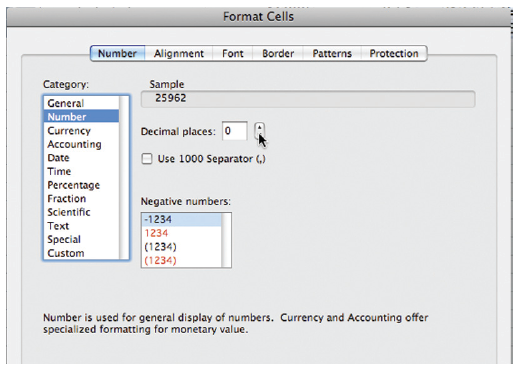 Format Cells
Number Alignment Font Border Patterns Protection
Category:
General
Number
Currency
Accounting
Date
Time
Percentage
Fraction
Scientific
Text
Special
Custom
Sample
25962
Decimal places: 0
Use 1000 Separator (,)
Negative numbers:
-1234
1234
(1234)
(1234)
Number is used for general display of numbers. Currency and Accounting offer
specialized formatting for monetary value.